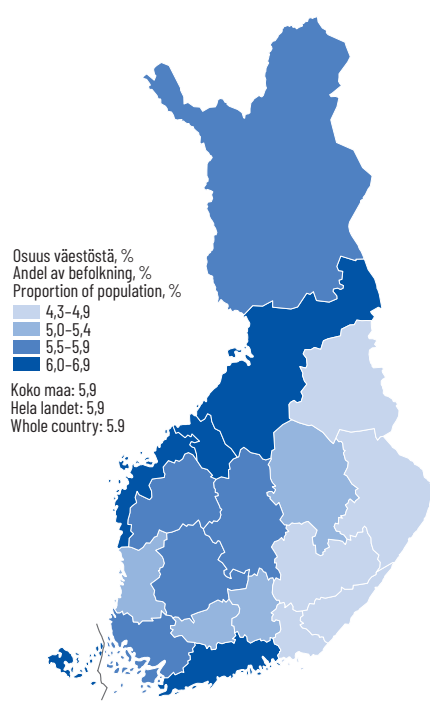 Osuus väestöstä, %
Andel av befolkning, %
Proportion of population, %
4,3–4,9
5,0–5,4
5,5–5,9
6,0–6,9
Koko maa: 5,9
Hela landet: 5,9
Whole country: 5.9